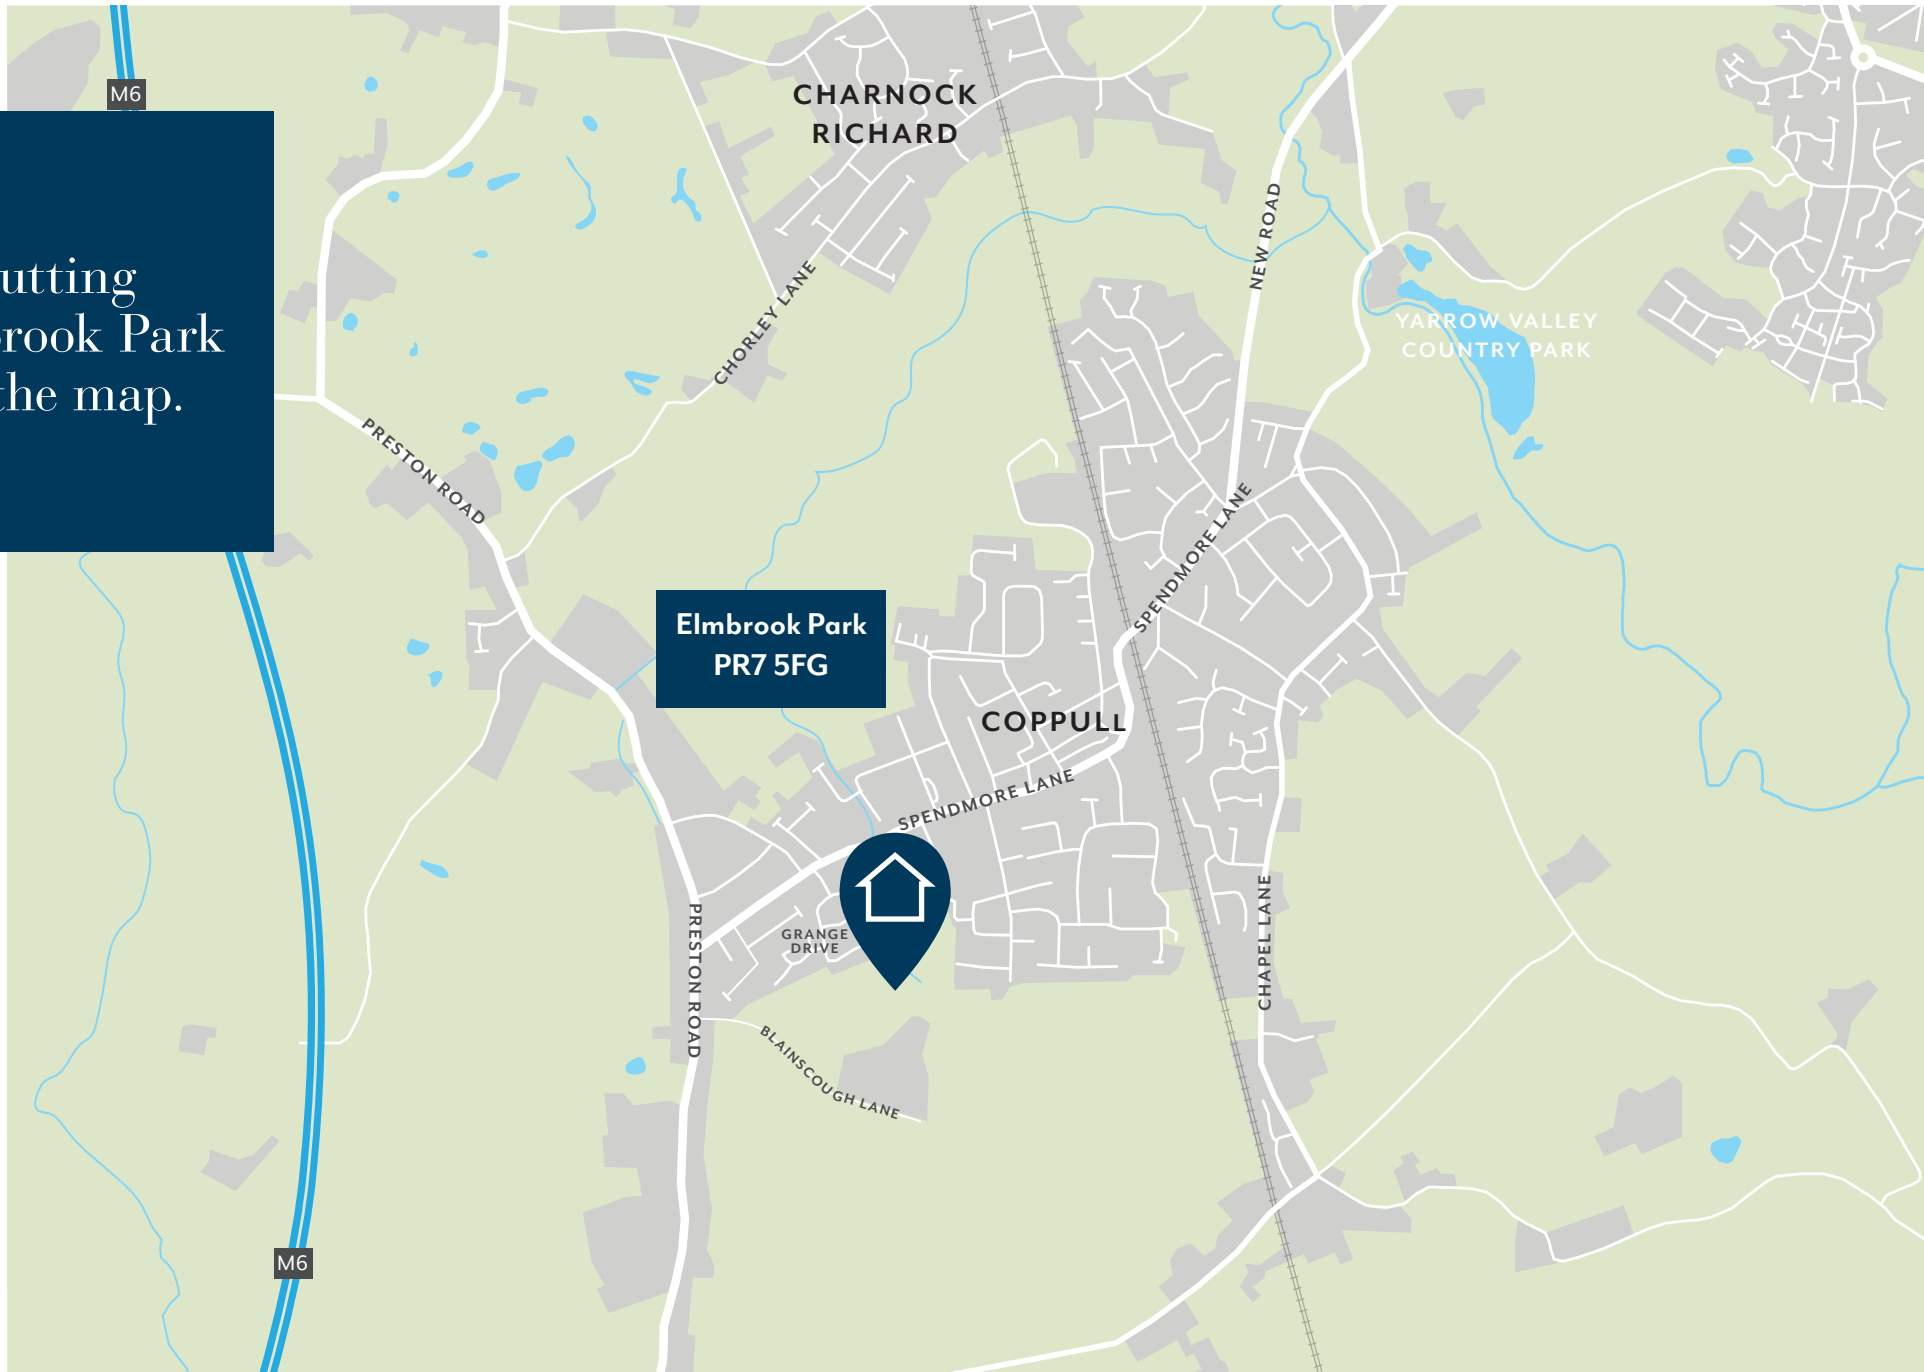 M6
CHARNOCK
RICHARD
utting
rook Park
the map.
NEW ROAD
CHORLEY LANE
YARROW VALLEY
COUNTRY PARK
PRESTON ROAD
SPENDMORE LANE
Elmbrook Park
PR7 5FG
COPPULL
SPENDMORE LANE
GRANGE
DRIVE
PRESTON ROAD
CHAPEL LANE
BLAINSCOUGH LANE
M6